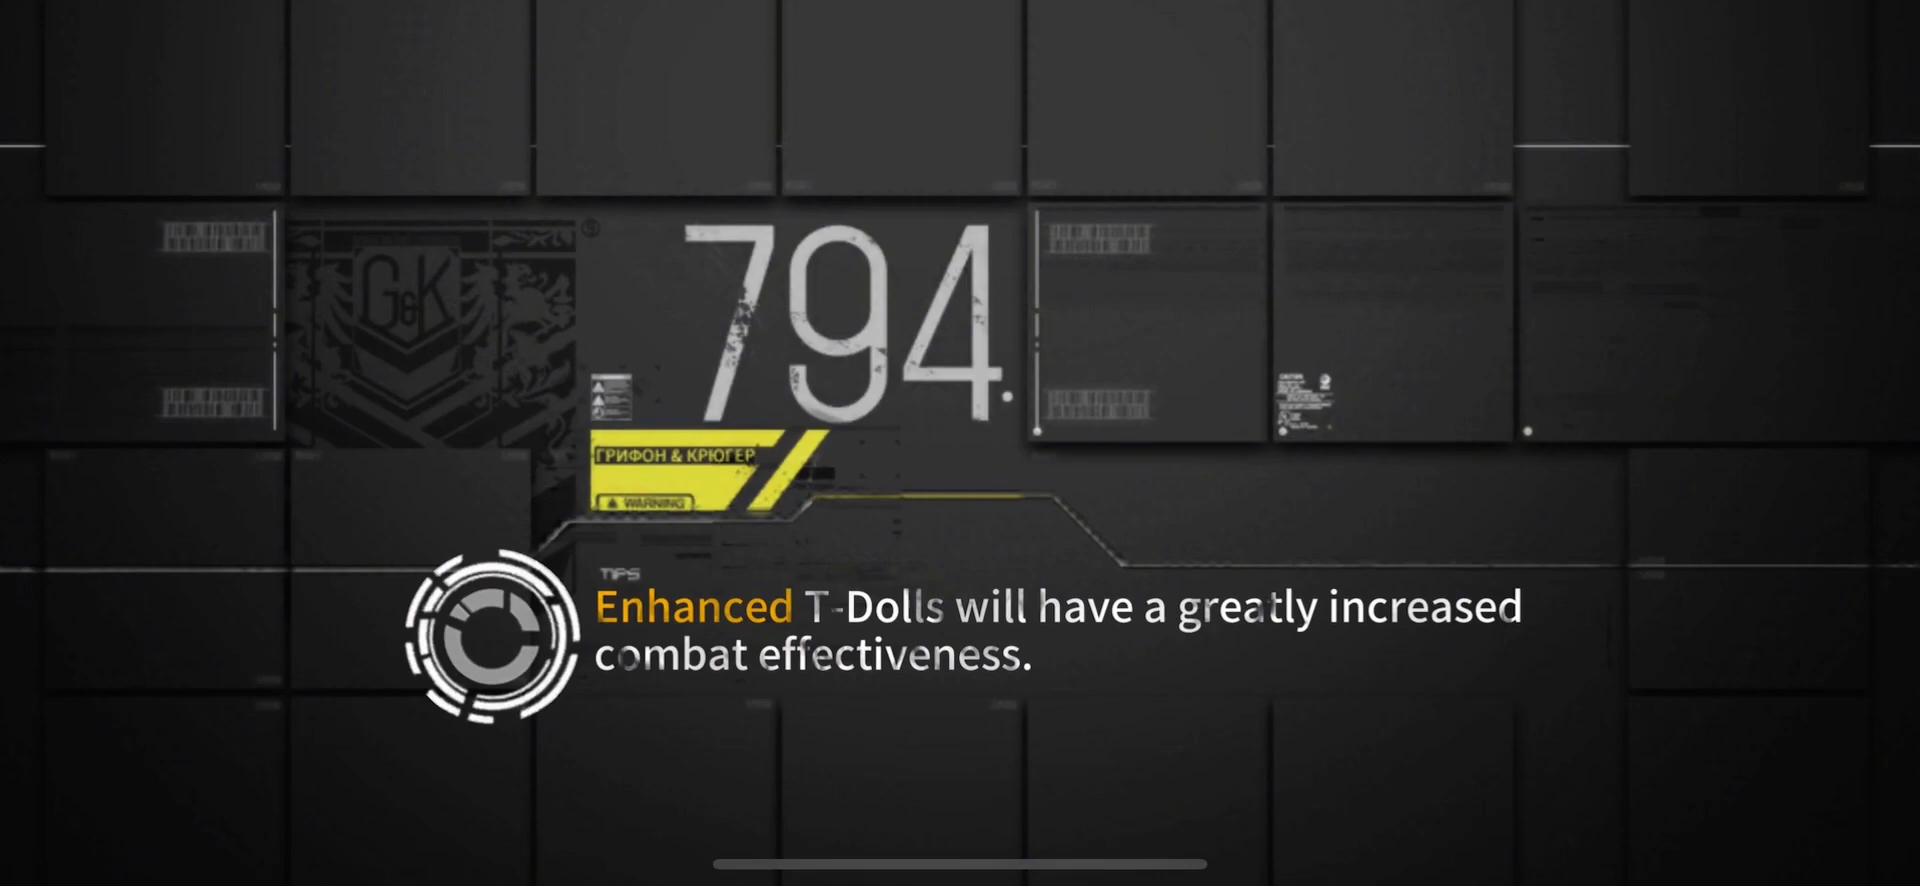 G&K
794.
ГРИФОН & КРЮГЕР
WARNING
TIPS
Enhanced T-Dolls will have a greatly increased
combat effectiveness.